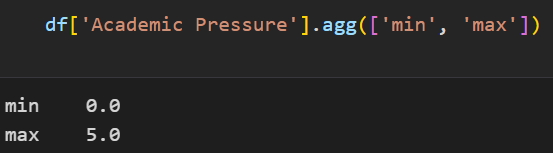 df['Academic Pressure'].agg(['min', 'max'])
min    0.0
max    5.0